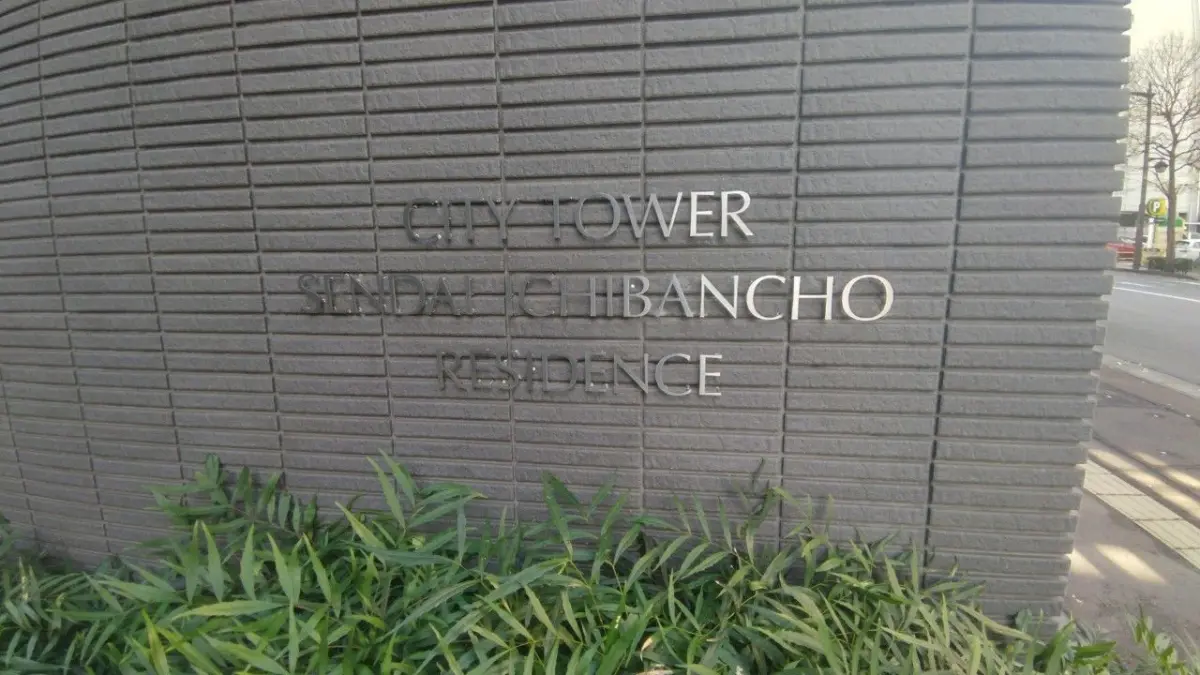 CITY TOWER
SENDAI ICHIBANCHO
RESIDENCE
P